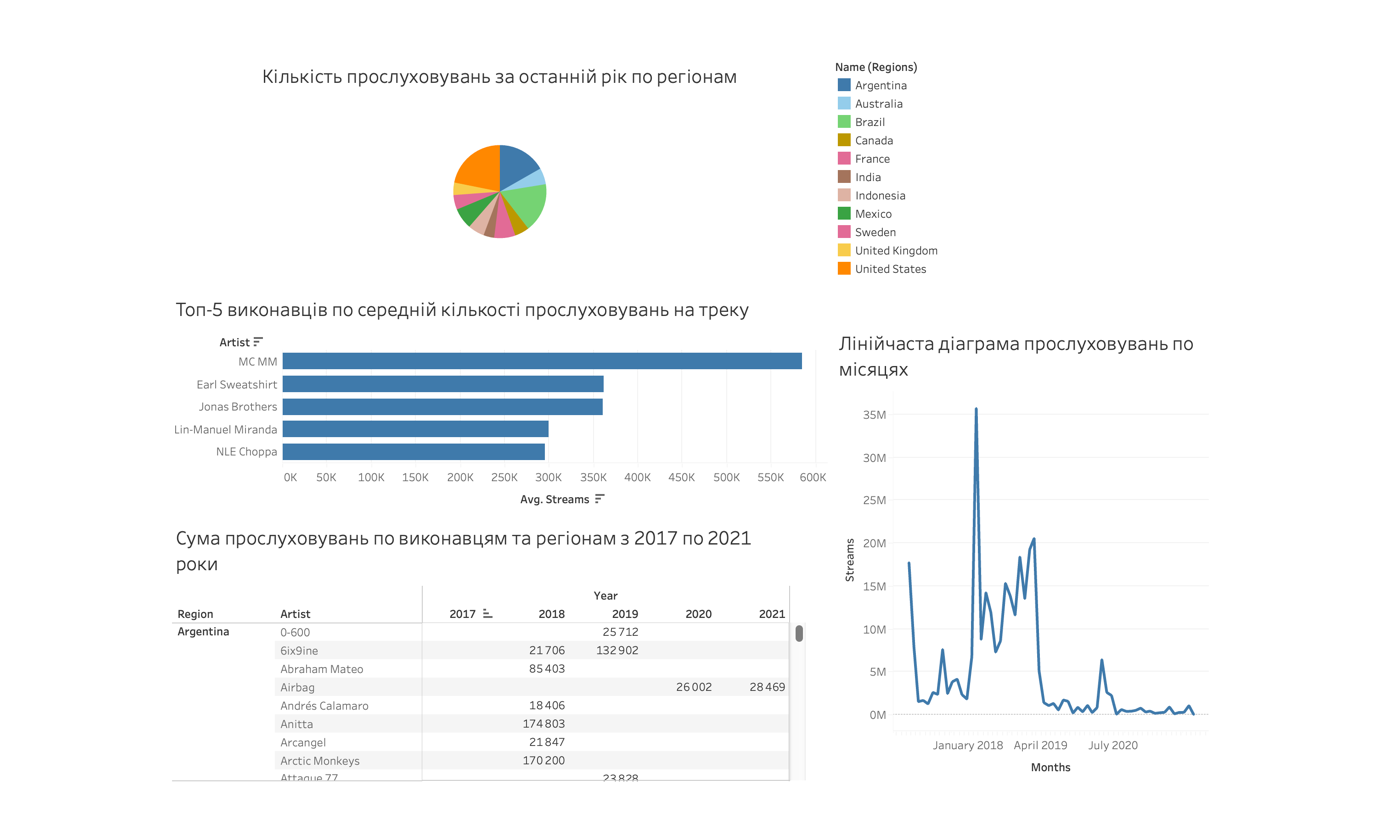 Кількість прослуховувань за останній рік по регіонам
Name (Regions)
Argentina
Australia
Brazil
Canada
France
India
Indonesia
Mexico
Sweden
United Kingdom
United States
Топ-5 виконавців по середній кількості прослуховувань на треку
Artist
MC MM
Earl Sweatshirt
Jonas Brothers
Lin-Manuel Miranda
NLE Choppa
0K 50K 100K 150K 200K 250K 300K 350K 400K 450K 500K 550K 600K
Avg. Streams
Сума прослуховувань по виконавцям та регіонам з 2017 по 2021
роки
Year
Region Artist 2017 2018 2019 2020 2021
Argentina 0-600 25 712
6ix9ine 21 706 132 902
Abraham Mateo 85 403
Airbag 26 002 28 469
Andrés Calamaro 18 406
Anitta 174 803
Arcangel 21 847
Arctic Monkeys 170 200
Attaque 77 23 828
Лінійчаста діаграма прослуховувань по
місяцях
35M
30M
25M
20M
15M
10M
5M
0M
Streams
January 2018 April 2019 July 2020
Months